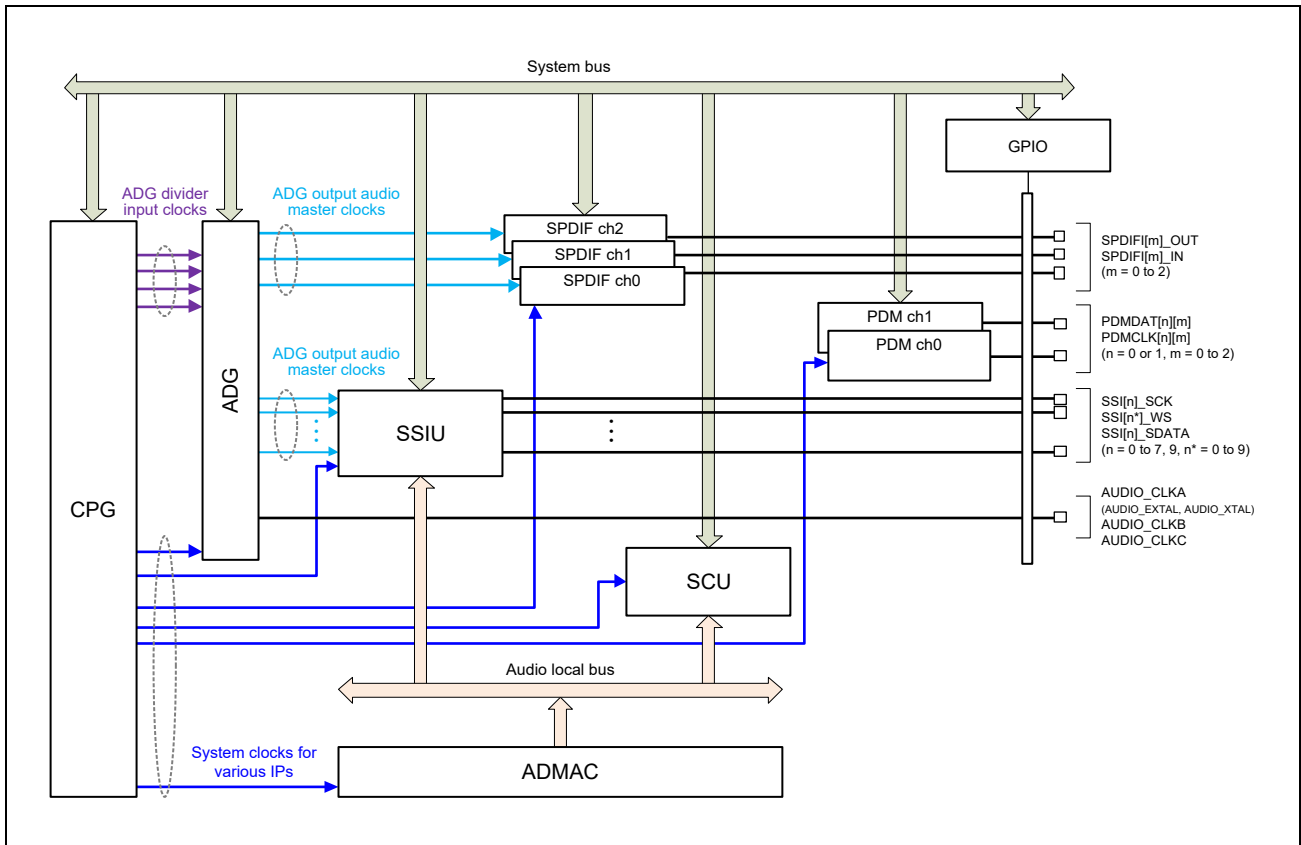 System bus
GPIO
ADG divider
input clocks
ADG output audio
master clocks
SPDIF ch2
SPDIF ch1
SPDIF ch0
SPDIFI[m]_OUT
SPDIFI[m]_IN
(m = 0 to 2)
PDM ch1
PDM ch0
PDMDAT[n][m]
PDMCLK[n][m]
(n = 0 or 1, m = 0 to 2)
ADG output audio
master clocks
ADG
SSIU
SSI[n]_SCK
SSI[n*]_WS
SSI[n]_SDATA
(n = 0 to 7, 9, n* = 0 to 9)
CPG
AUDIO_CLKA
(AUDIO_EXTAL, AUDIO_XTAL)
AUDIO_CLKB
AUDIO_CLKC
SCU
Audio local bus
System clocks for
various IPs
ADMAC